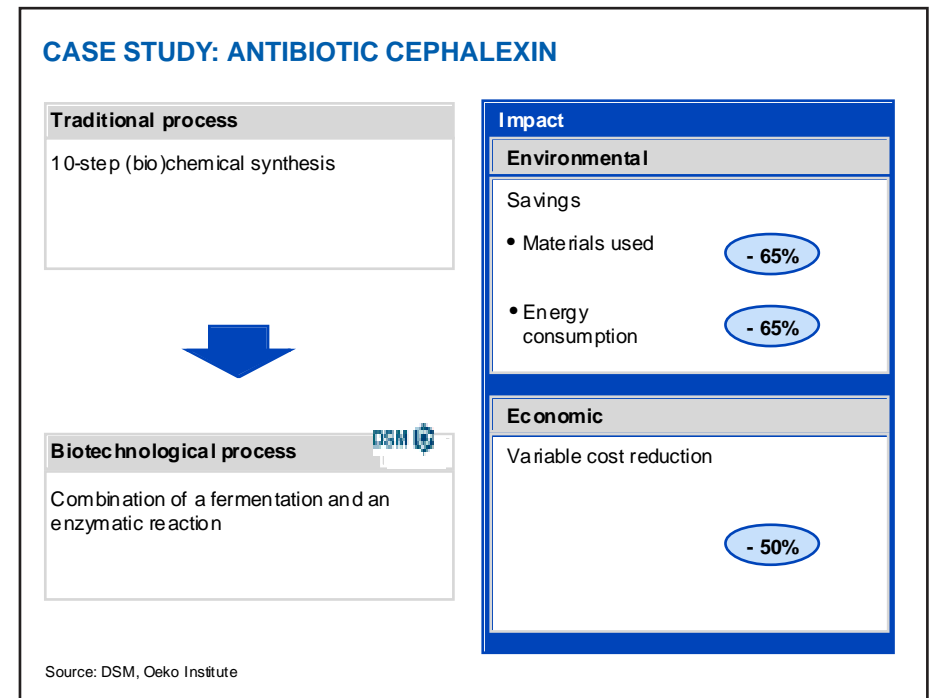 CASE STUDY: ANTIBIOTIC CEPHALEXIN
Traditional process
10-step (bio)chemical synthesis
Biotechnological process
DSM
Combination of a fermentation and an
enzymatic reaction
Impact
Environmental
Savings
• Materials used
- 65%
• Energy
consumption
- 65%
Economic
Variable cost reduction
- 50%
Source: DSM, Oeko Institute